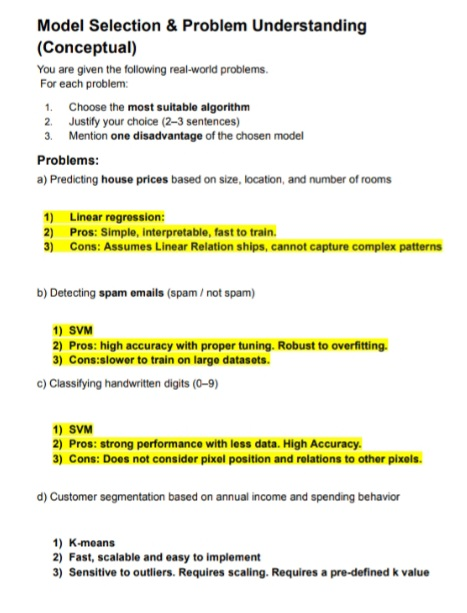 Model Selection & Problem Understanding
(Conceptual)
You are given the following real-world problems.
For each problem:
1. Choose the most suitable algorithm
2. Justify your choice (2–3 sentences)
3. Mention one disadvantage of the chosen model
Problems:
a) Predicting house prices based on size, location, and number of rooms
1) Linear regression:
2) Pros: Simple, interpretable, fast to train.
3) Cons: Assumes Linear Relation ships, cannot capture complex patterns
b) Detecting spam emails (spam / not spam)
1) SVM
2) Pros: high accuracy with proper tuning. Robust to overfitting.
3) Cons:slower to train on large datasets.
c) Classifying handwritten digits (0–9)
1) SVM
2) Pros: strong performance with less data. High Accuracy.
3) Cons: Does not consider pixel position and relations to other pixels.
d) Customer segmentation based on annual income and spending behavior
1) K-means
2) Fast, scalable and easy to implement
3) Sensitive to outliers. Requires scaling. Requires a pre-defined k value